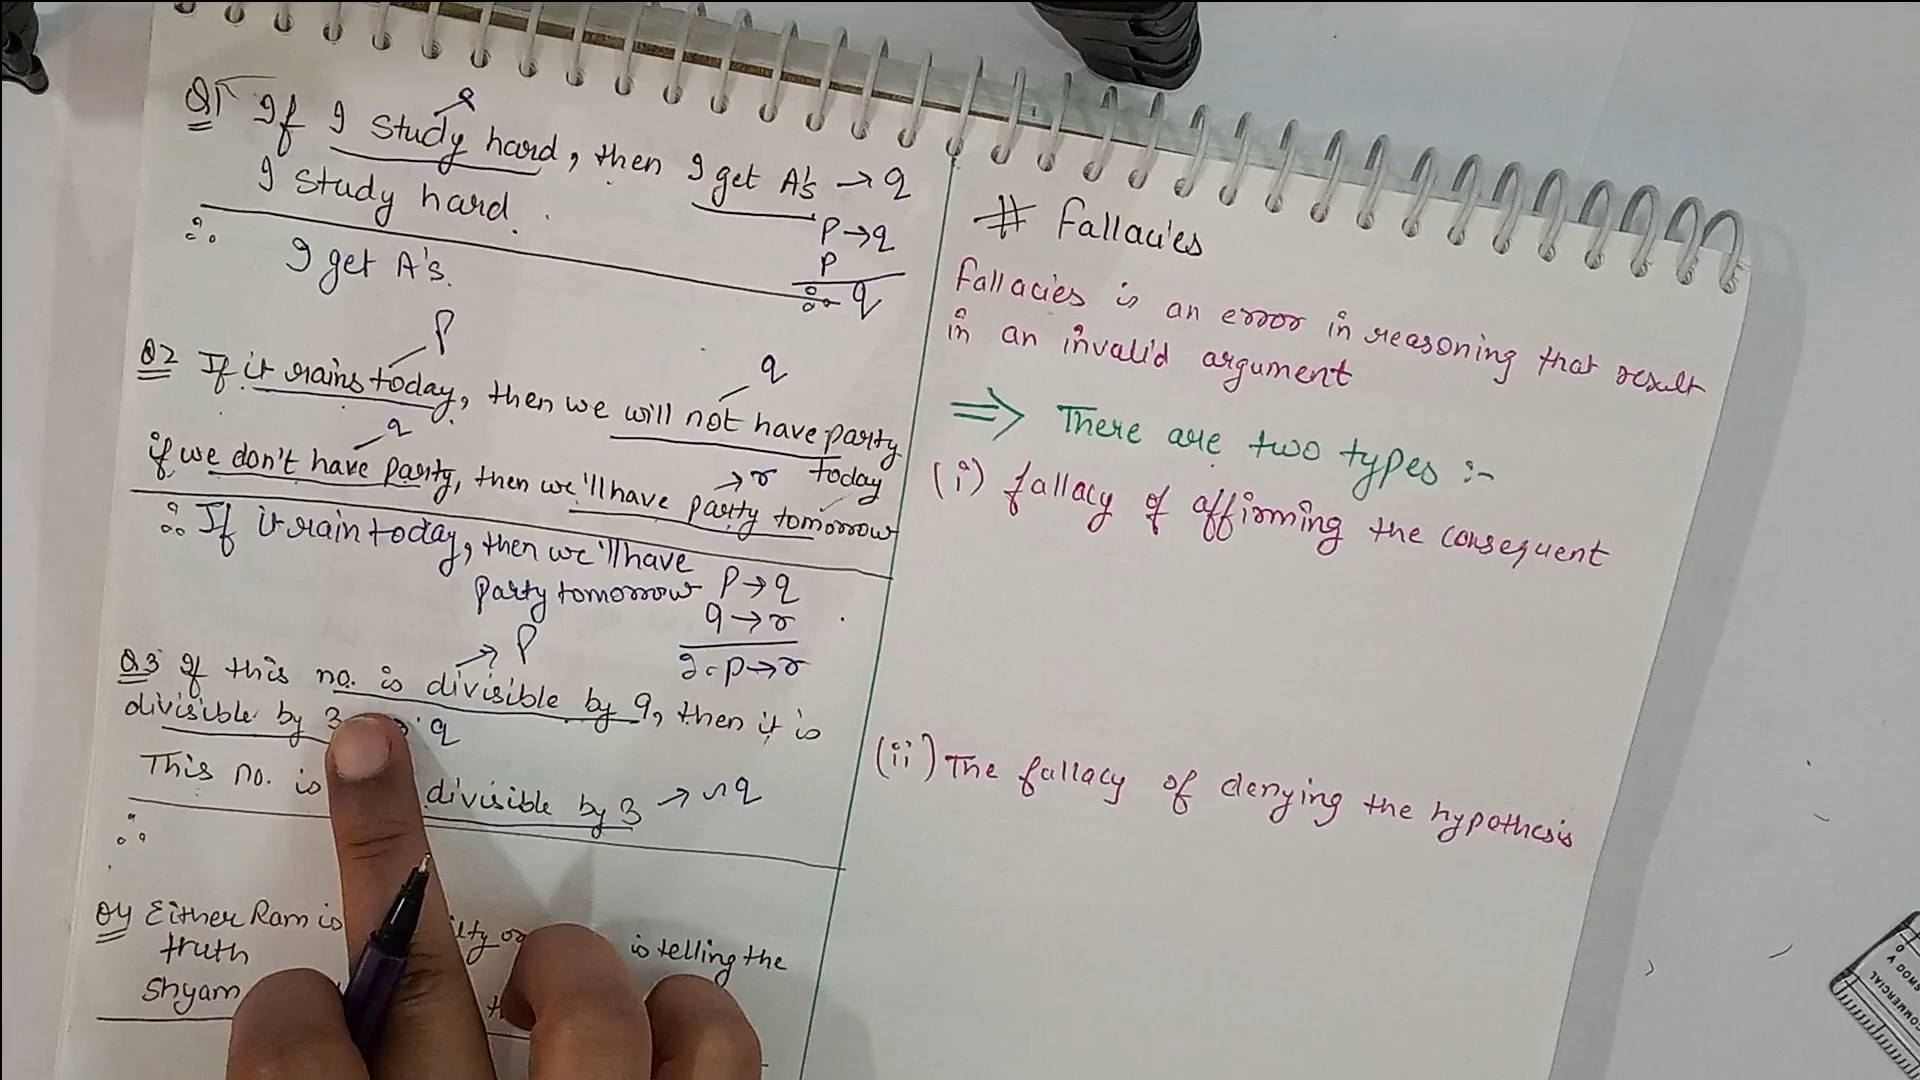 Q1 If I study hard, then I get A's → q
I study hard.
∴ I get A's.
p
p→q
p
∴ q
Q2 If it rains today, then we will not have party today
p
q
if we don't have party, then we'll have party tomorrow
q
→r
∴ If it rain today, then we'll have party tomorrow
p→q
q→r
∴ p→r
Q3 If this no. is divisible by 9, then it is
→ p
divisible by 3 q
This no. is divisible by 3 → ~q
∴
Q4 Either Ram is is telling the
truth
Shyam
# Fallacies
Fallacies is an error in reasoning that result
in an invalid argument
⇒ There are two types :-
(i) fallacy of affirming the consequent
(ii) The fallacy of denying the hypothesis
COMMERCIAL